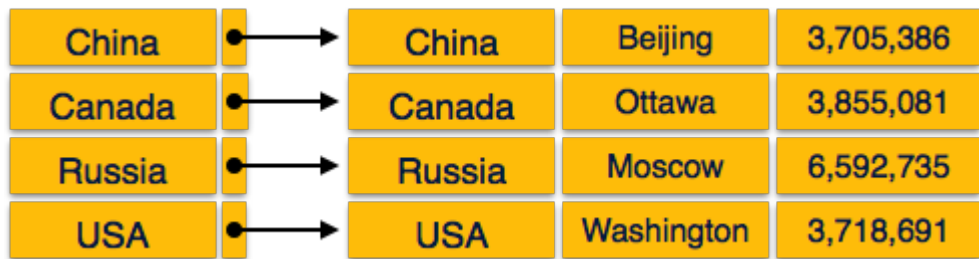 China China Beijing 3,705,386
Canada Canada Ottawa 3,855,081
Russia Russia Moscow 6,592,735
USA USA Washington 3,718,691